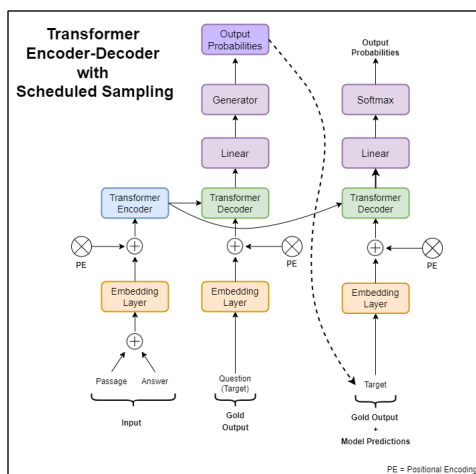 Transformer
Encoder-Decoder
with
Scheduled Sampling
Output
Probabilities
Output
Probabilities
Generator
Softmax
Linear
Linear
Transformer
Encoder
Transformer
Decoder
Transformer
Decoder
PE
PE
PE
Embedding
Layer
Embedding
Layer
Embedding
Layer
Passage
Answer
Question
(Target)
Target
Input
Gold
Output
Gold Output
+
Model Predictions
PE = Positional Encoding